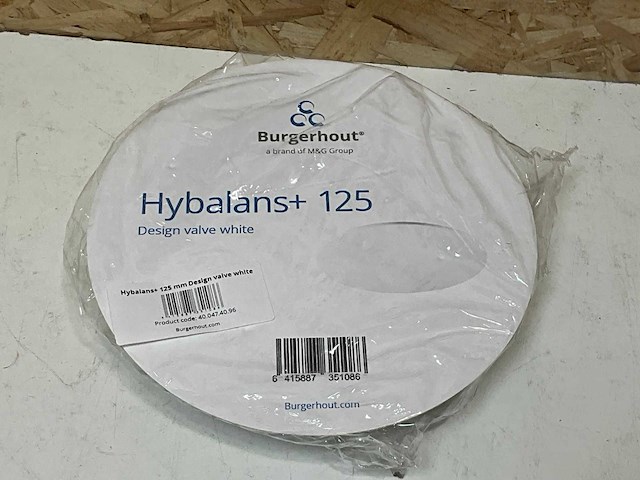 Burgerhout®
a brand of M&G Group
Hybalans+ 125
Design valve white
Hybalans+ 125 mm Design valve white
Product code: 40.047.40.96
Burgerhout.com
6 415887 351086
Burgerhout.com